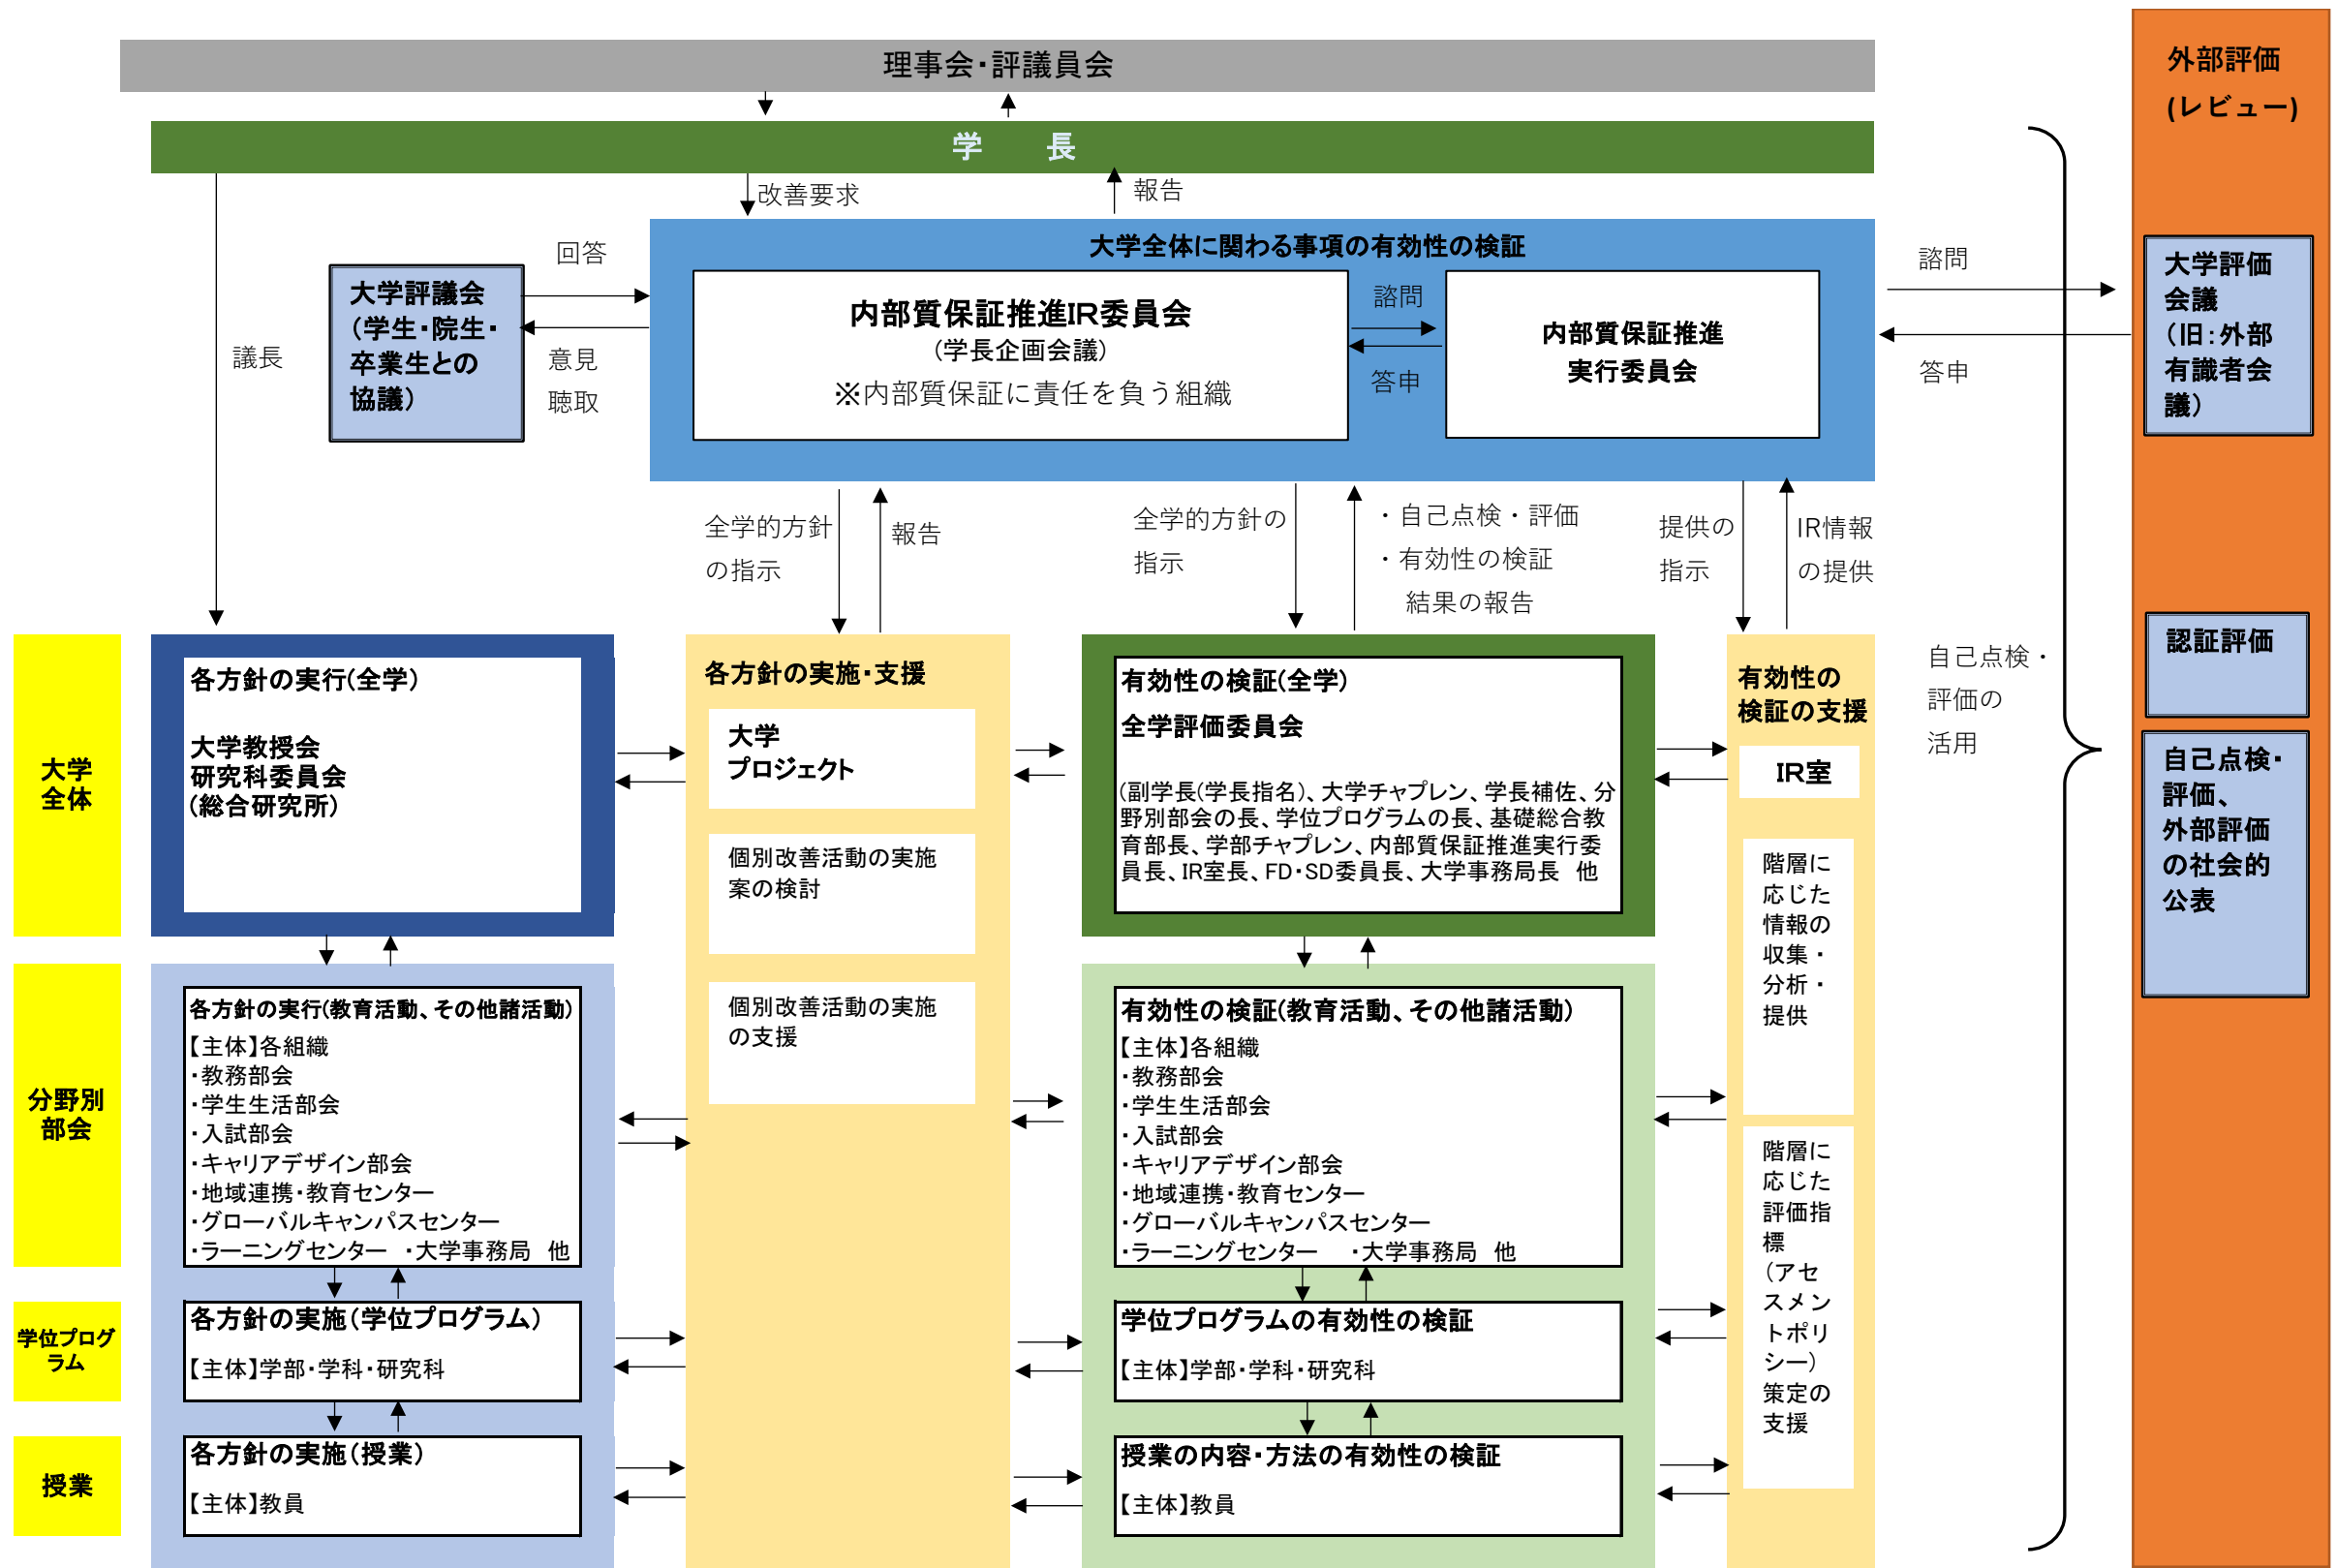 理事会・評議員会
学　長
外部評価
(レビュー)
改善要求
報告
議長
回答
意見
聴取
大学評議会
（学生・院生・
卒業生との
協議）
大学全体に関わる事項の有効性の検証
内部質保証推進IR委員会
（学長企画会議）
※内部質保証に責任を負う組織
諮問
答申
内部質保証推進
実行委員会
諮問
答申
大学評価
会議
（旧：外部
有識者会
議）
全学的方針
の指示
報告
全学的方針の
指示
・自己点検・評価
・有効性の検証
結果の報告
提供の
指示
IR情報
の提供
自己点検・
評価の
活用
認証評価
自己点検・
評価、
外部評価
の社会的
公表
大学
全体
各方針の実行(全学)
大学教授会
研究科委員会
(総合研究所)
各方針の実施・支援
大学
プロジェクト
個別改善活動の実施
案の検討
個別改善活動の実施
の支援
有効性の検証(全学)
全学評価委員会
(副学長(学長指名)、大学チャプレン、学長補佐、分
野別部会の長、学位プログラムの長、基礎総合教
育部長、学部チャプレン、内部質保証推進実行委
員長、IR室長、FD・SD委員長、大学事務局長　他
有効性の
検証の支援
IR室
階層に
応じた
情報の
収集・
分析・
提供
階層に
応じた
評価指
標
（アセ
スメン
トポリ
シー）
策定の
支援
分野別
部会
各方針の実行(教育活動、その他諸活動)
【主体】各組織
・教務部会
・学生生活部会
・入試部会
・キャリアデザイン部会
・地域連携・教育センター
・グローバルキャンパスセンター
・ラーニングセンター　・大学事務局　他
有効性の検証(教育活動、その他諸活動)
【主体】各組織
・教務部会
・学生生活部会
・入試部会
・キャリアデザイン部会
・地域連携・教育センター
・グローバルキャンパスセンター
・ラーニングセンター　・大学事務局　他
学位プログ
ラム
各方針の実施（学位プログラム）
【主体】学部・学科・研究科
学位プログラムの有効性の検証
【主体】学部・学科・研究科
授業
各方針の実施（授業）
【主体】教員
授業の内容・方法の有効性の検証
【主体】教員